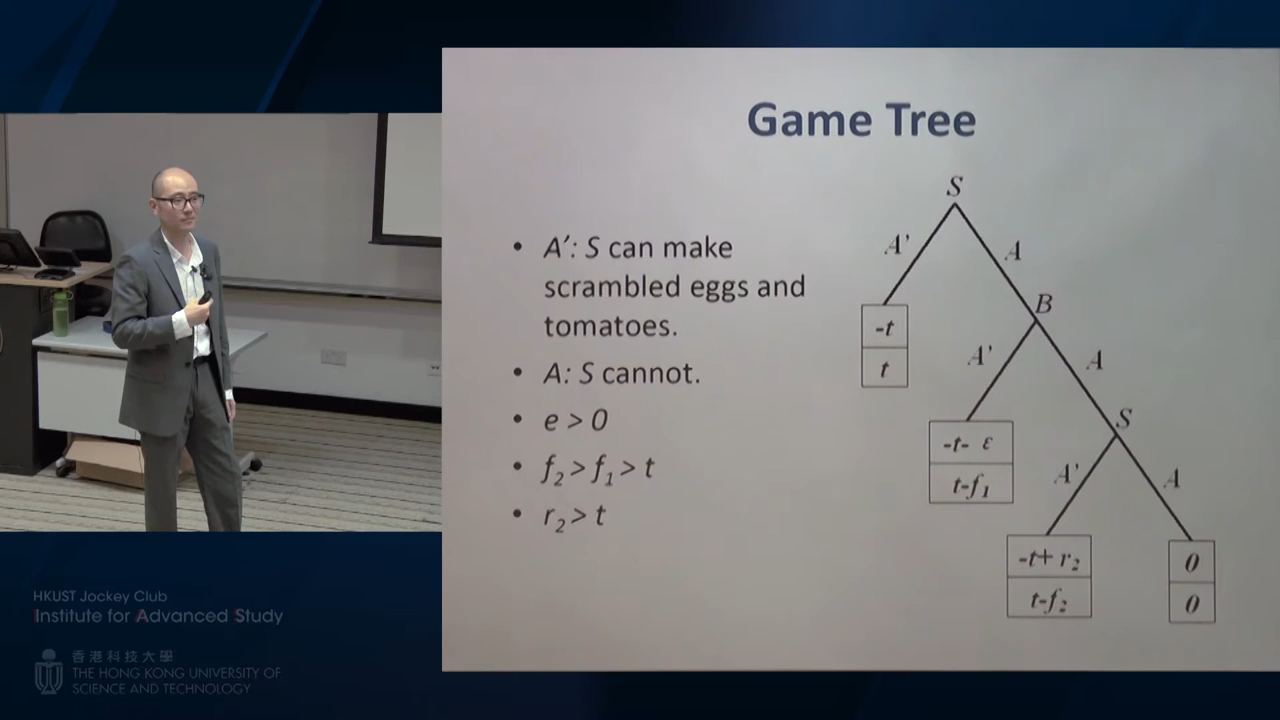 Game Tree
• A': S can make
scrambled eggs and
tomatoes.
• A: S cannot.
• e > 0
• f₂ > f₁ > t
• r₂ > t
S
A'
A
-t
t
B
A'
A
-t- ε
t-f₁
S
A'
A
-t+ r₂
t-f₂
0
0
HKUST Jockey Club
Institute for Advanced Study
香港科技大學
THE HONG KONG UNIVERSITY OF
SCIENCE AND TECHNOLOGY